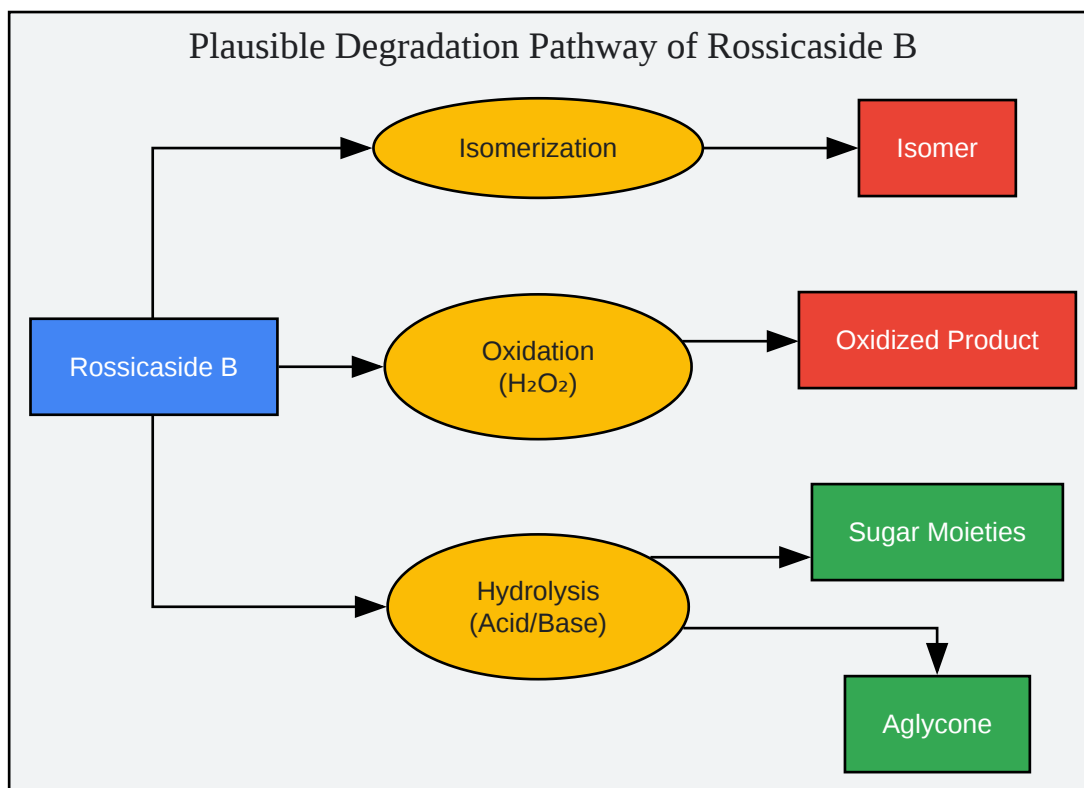 Plausible Degradation Pathway of Rossicaside B
Isomerization
Isomer
Rossicaside B
Oxidation
(H₂O₂)
Oxidized Product
Hydrolysis
(Acid/Base)
Sugar Moieties
Aglycone